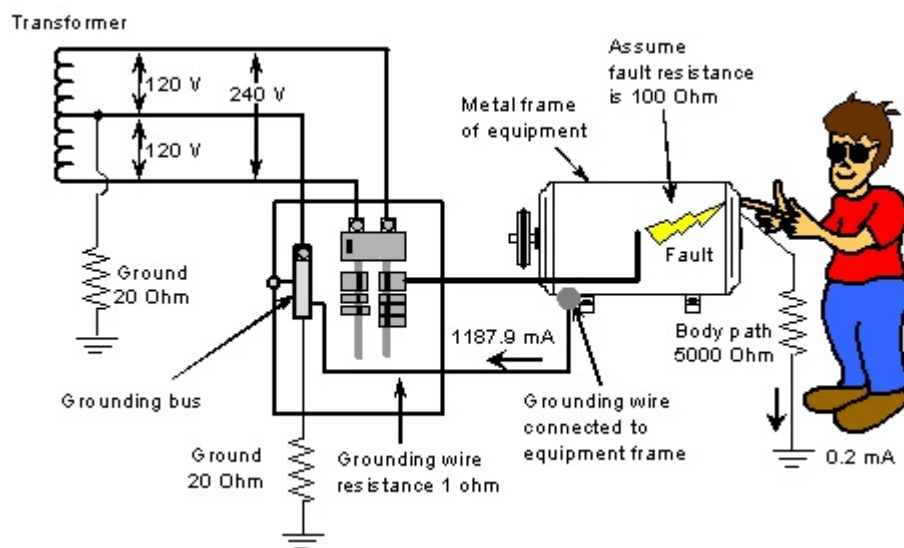 Transformer
120 V
240 V
120 V
Ground
20 Ohm
Grounding bus
Ground
20 Ohm
Grounding wire
resistance 1 ohm
1187.9 mA
Metal frame
of equipment
Assume
fault resistance
is 100 Ohm
Fault
Grounding wire
connected to
equipment frame
Body path
5000 Ohm
0.2 mA